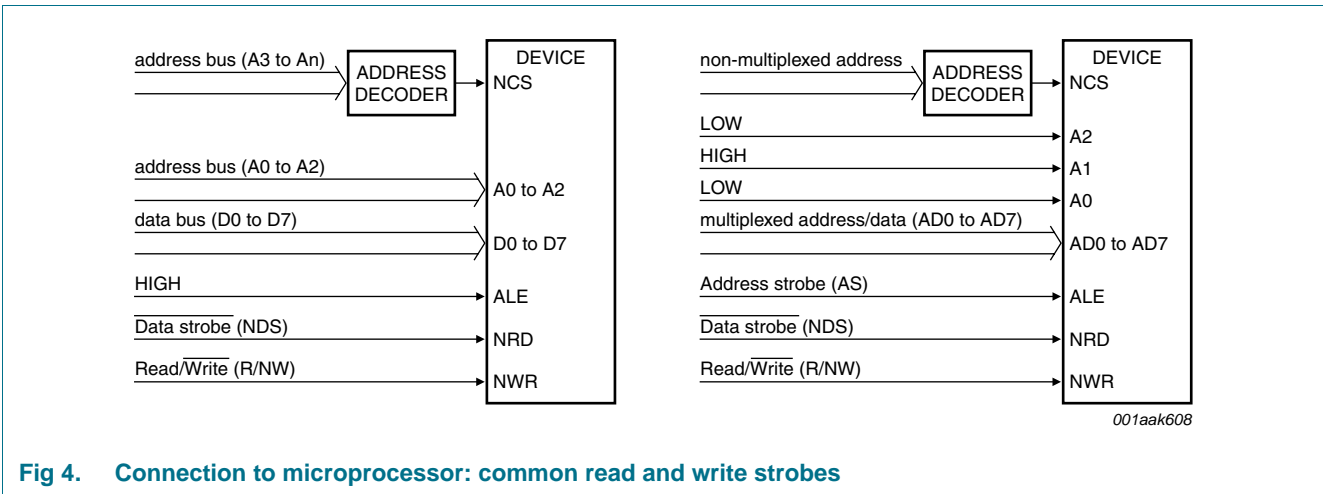 address bus (A3 to An)
ADDRESS
DECODER
DEVICE
NCS
address bus (A0 to A2)
A0 to A2
data bus (D0 to D7)
D0 to D7
HIGH
ALE
Data strobe (NDS)
NRD
Read/Write (R/NW)
NWR
non-multiplexed address
ADDRESS
DECODER
DEVICE
NCS
LOW
A2
HIGH
A1
LOW
A0
multiplexed address/data (AD0 to AD7)
AD0 to AD7
Address strobe (AS)
ALE
Data strobe (NDS)
NRD
Read/Write (R/NW)
NWR
001aak608
Fig 4. Connection to microprocessor: common read and write strobes